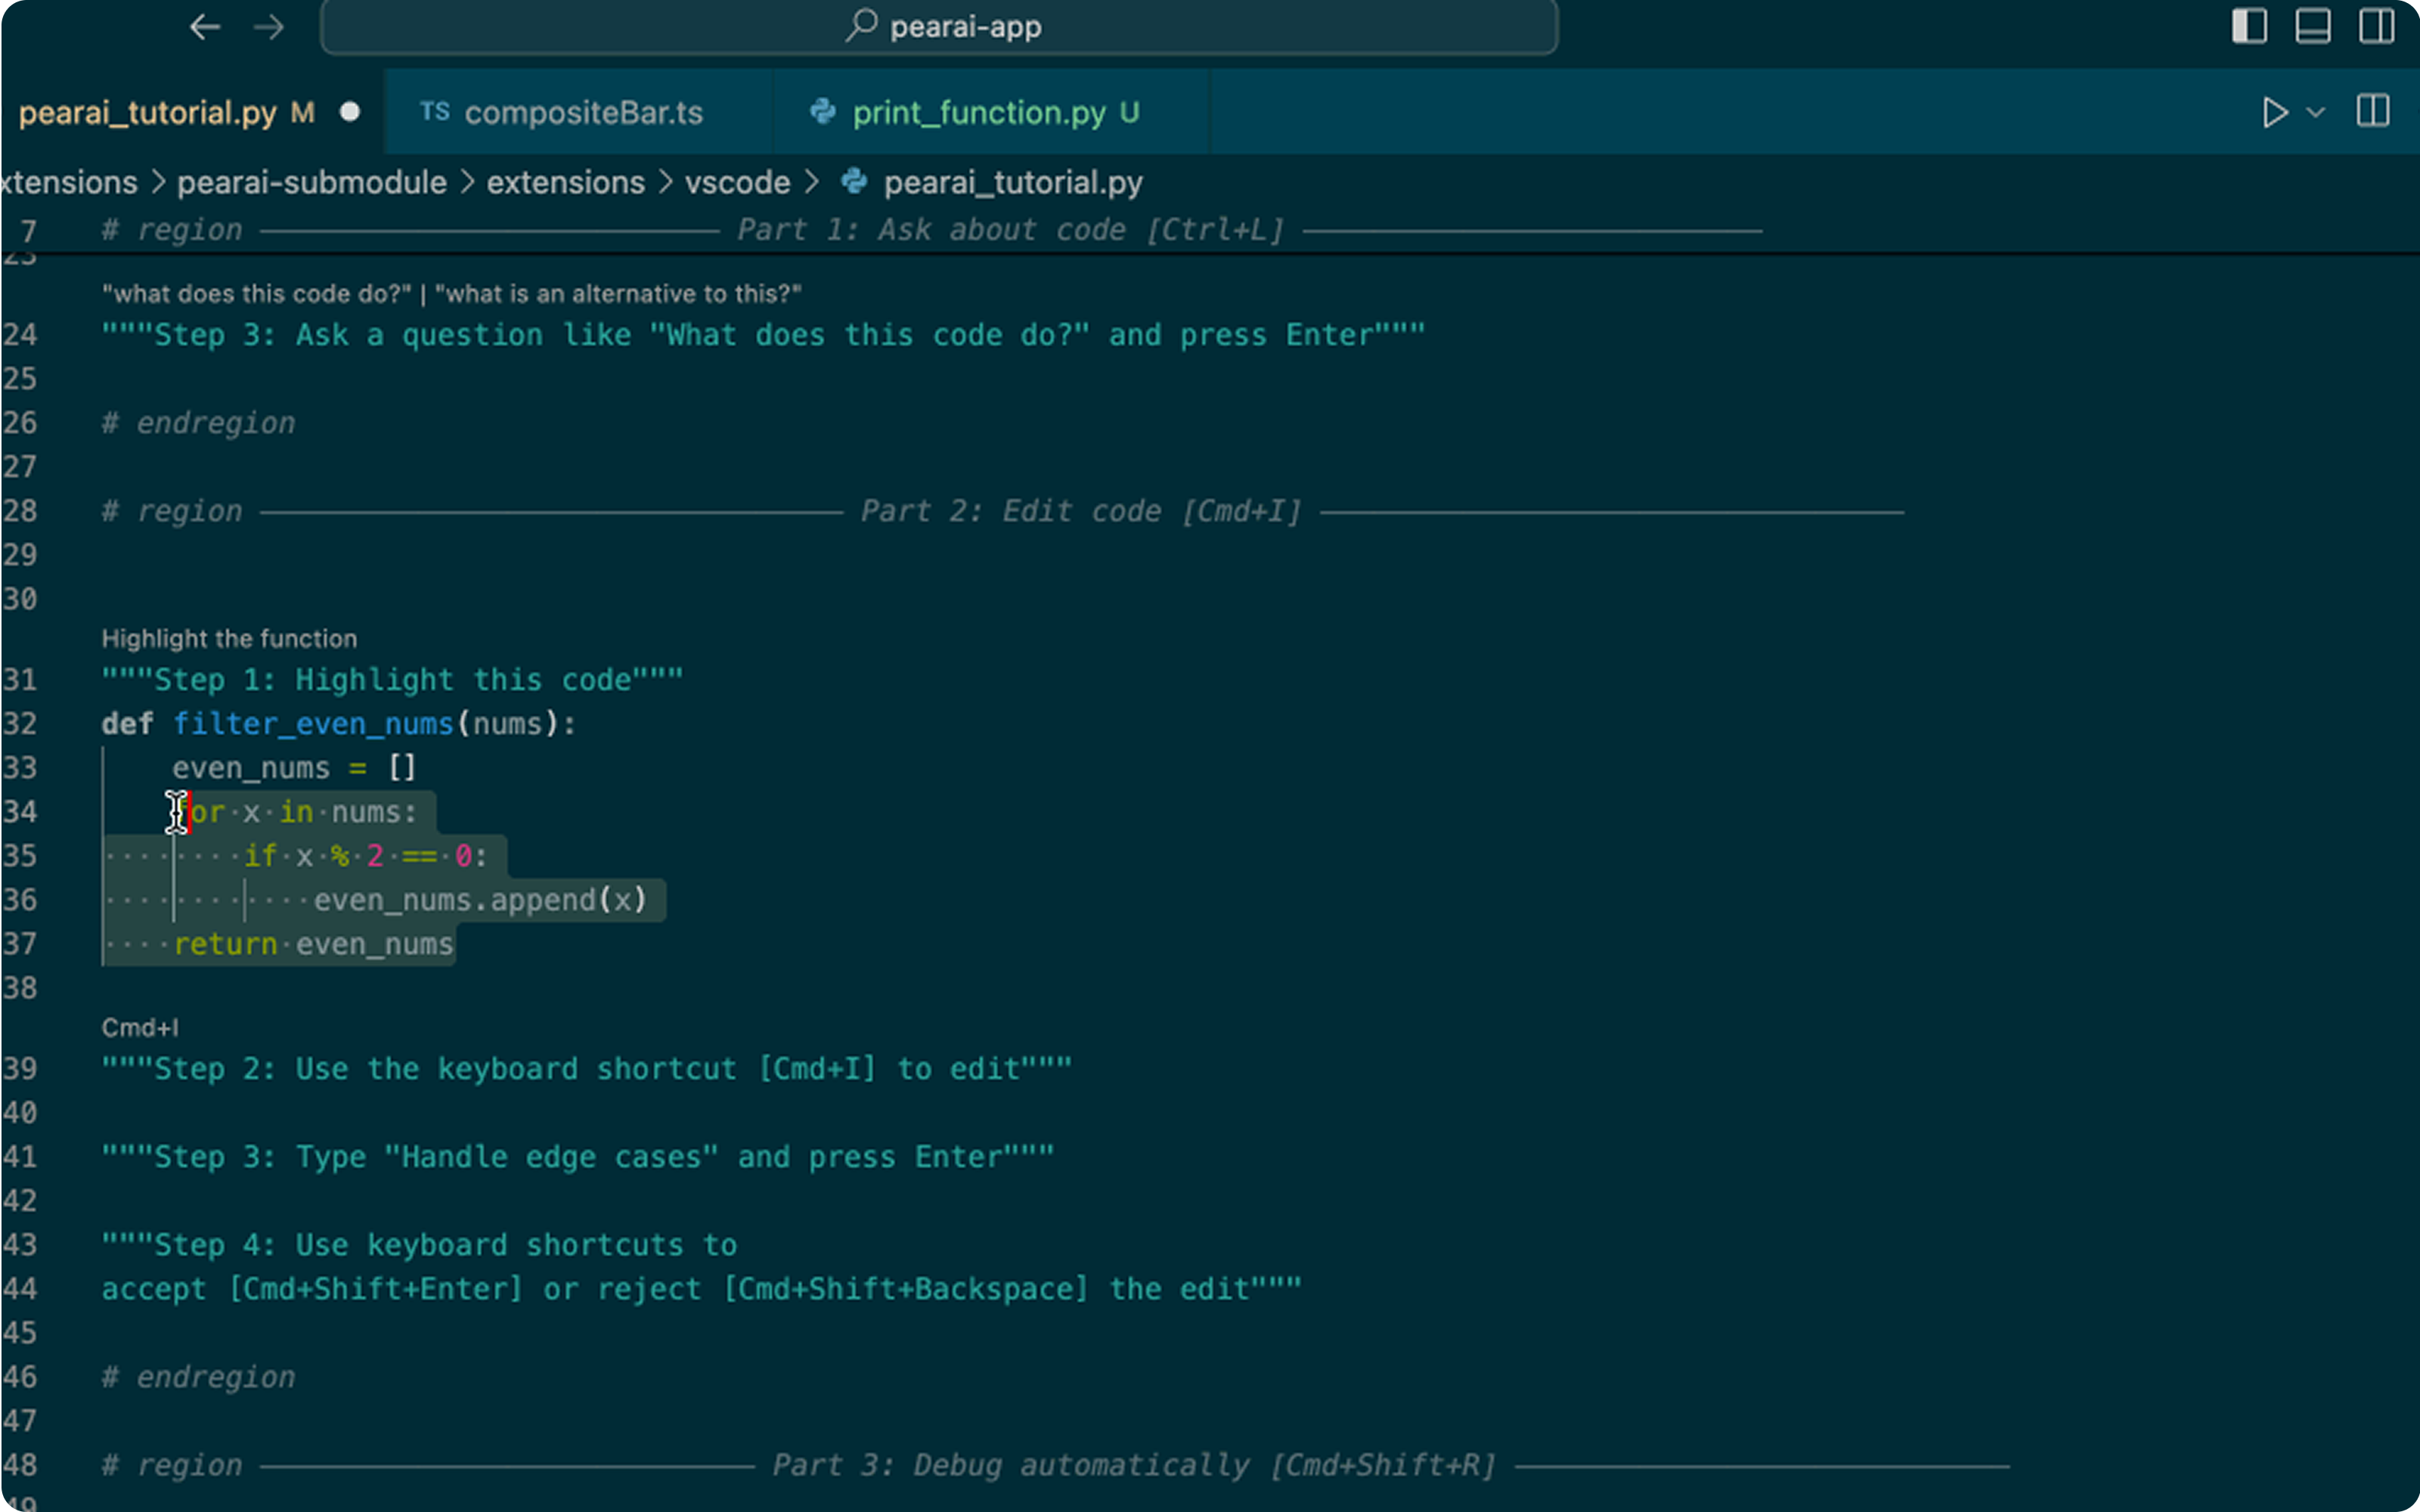 pearai-app
pearai_tutorial.py M
TS compositeBar.ts
print_function.py U
xtensions > pearai-submodule > extensions > vscode > pearai_tutorial.py
7 # region ———————————— Part 1: Ask about code [Ctrl+L] ————————————
23
"what does this code do?" | "what is an alternative to this?"
24 """Step 3: Ask a question like "What does this code do?" and press Enter"""
25
26 # endregion
27
28 # region ———————————— Part 2: Edit code [Cmd+I] ————————————
29
30
Highlight the function
31 """Step 1: Highlight this code"""
32 def filter_even_nums(nums):
33     even_nums = []
34     for x in nums:
35         if x % 2 == 0:
36             even_nums.append(x)
37     return even_nums
38
Cmd+I
39 """Step 2: Use the keyboard shortcut [Cmd+I] to edit"""
40
41 """Step 3: Type "Handle edge cases" and press Enter"""
42
43 """Step 4: Use keyboard shortcuts to
44 accept [Cmd+Shift+Enter] or reject [Cmd+Shift+Backspace] the edit"""
45
46 # endregion
47
48 # region ———————————— Part 3: Debug automatically [Cmd+Shift+R] ————————————
49